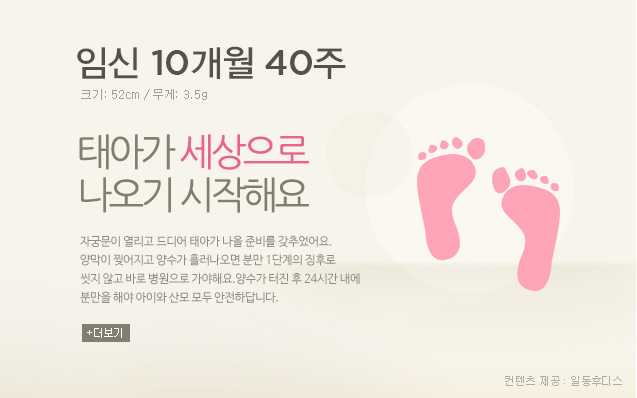 임신 10개월 40주
크기: 52cm / 무게: 3.5g
태아가 세상으로
나오기 시작해요
자궁문이 열리고 드디어 태아가 나올 준비를 갖추었어요.
양막이 찢어지고 양수가 흘러나오면 분만 1단계의 징후로
씻지 않고 바로 병원으로 가야해요.양수가 터진 후 24시간 내에
분만을 해야 아이와 산모 모두 안전하답니다.
+더보기
컨텐츠 제공 : 일동후디스